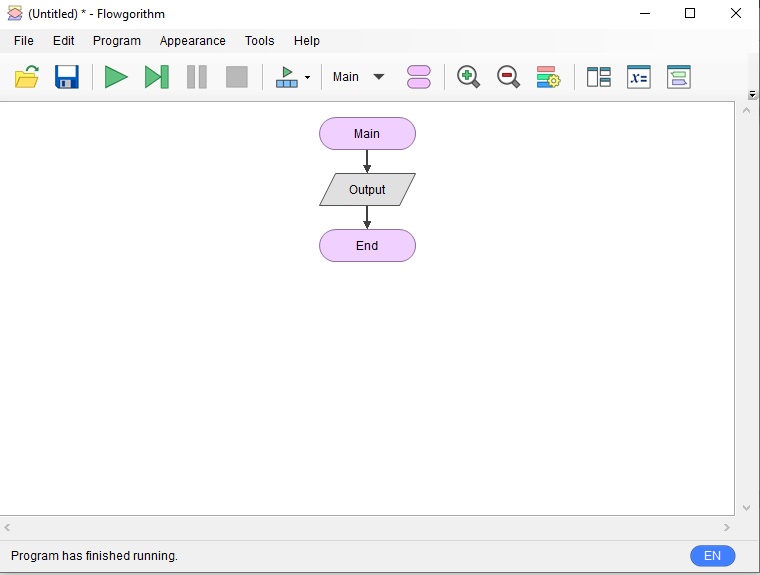 (Untitled) * - Flowgorithm
File Edit Program Appearance Tools Help
Main x=
Main
Output
End
Program has finished running. EN